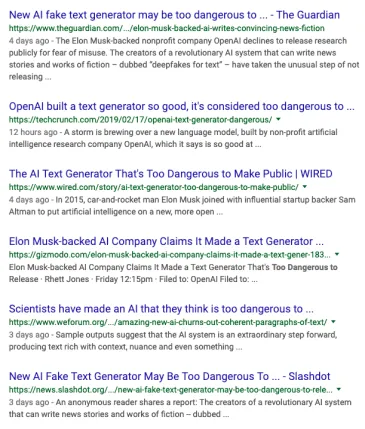 New AI fake text generator may be too dangerous to ... - The Guardian
https://www.theguardian.com/.../elon-musk-backed-ai-writes-convincing-news-fiction
4 days ago - The Elon Musk-backed nonprofit company OpenAI declines to release research
publicly for fear of misuse. The creators of a revolutionary AI system that can write news
stories and works of fiction – dubbed "deepfakes for text" – have taken the unusual step of not
releasing ...
OpenAI built a text generator so good, it's considered too dangerous to ...
https://techcrunch.com/2019/02/17/openai-text-generator-dangerous/
12 hours ago - A storm is brewing over a new language model, built by non-profit artificial
intelligence research company OpenAI, which it says is so good at ...
The AI Text Generator That's Too Dangerous to Make Public | WIRED
https://www.wired.com/story/ai-text-generator-too-dangerous-to-make-public/
4 days ago - In 2015, car-and-rocket man Elon Musk joined with influential startup backer Sam
Altman to put artificial intelligence on a new, more open ...
Elon Musk-backed AI Company Claims It Made a Text Generator ...
https://gizmodo.com/elon-musk-backed-ai-company-claims-it-made-a-text-gener-183...
Elon Musk-backed AI Company Claims It Made a Text Generator That's Too Dangerous to
Release · Rhett Jones · Friday 12:15pm · Filed to: OpenAI Filed to: ...
Scientists have made an AI that they think is too dangerous to ...
https://www.weforum.org/.../amazing-new-ai-churns-out-coherent-paragraphs-of-text/
3 days ago - Sample outputs suggest that the AI system is an extraordinary step forward,
producing text rich with context, nuance and even something ...
New AI Fake Text Generator May Be Too Dangerous To ... - Slashdot
https://news.slashdot.org/.../new-ai-fake-text-generator-may-be-too-dangerous-to-rele...
3 days ago - An anonymous reader shares a report: The creators of a revolutionary AI system
that can write news stories and works of fiction – dubbed ...